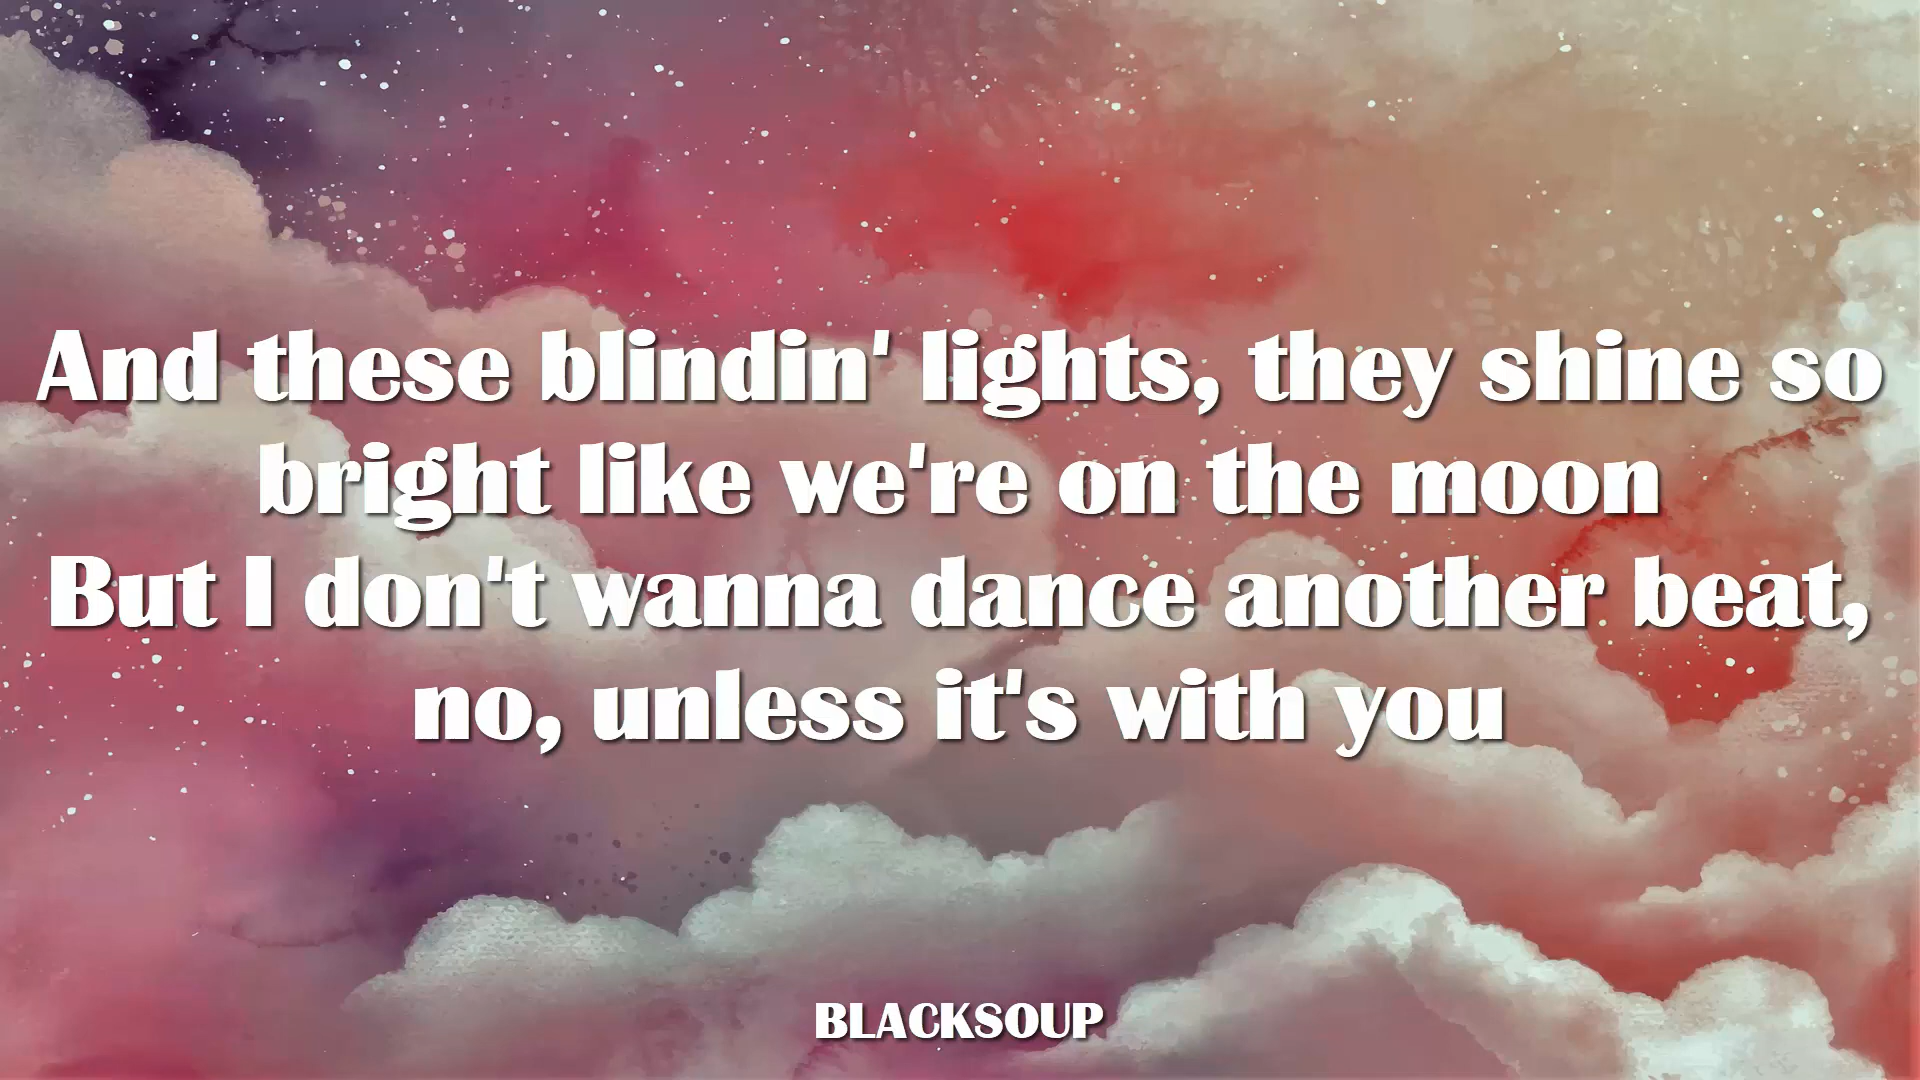 And these blindin' lights, they shine so
bright like we're on the moon
But I don't wanna dance another beat,
no, unless it's with you
BLACKSOUP